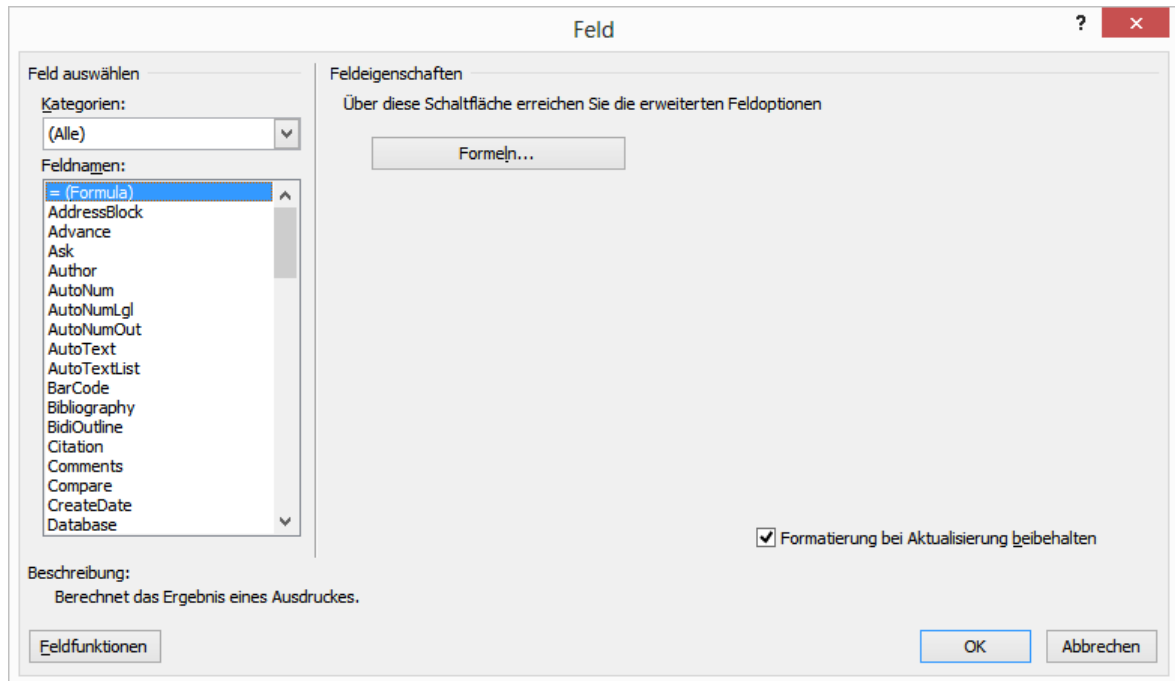 Feld
?
Feld auswählen
Kategorien:
(Alle)
Feldnamen:
= (Formula)
AddressBlock
Advance
Ask
Author
AutoNum
AutoNumLgl
AutoNumOut
AutoText
AutoTextList
BarCode
Bibliography
BidiOutline
Citation
Comments
Compare
CreateDate
Database
Feldeigenschaften
Über diese Schaltfläche erreichen Sie die erweiterten Feldoptionen
Formeln...
Formatierung bei Aktualisierung beibehalten
Beschreibung:
Berechnet das Ergebnis eines Ausdruckes.
Feldfunktionen
OK
Abbrechen